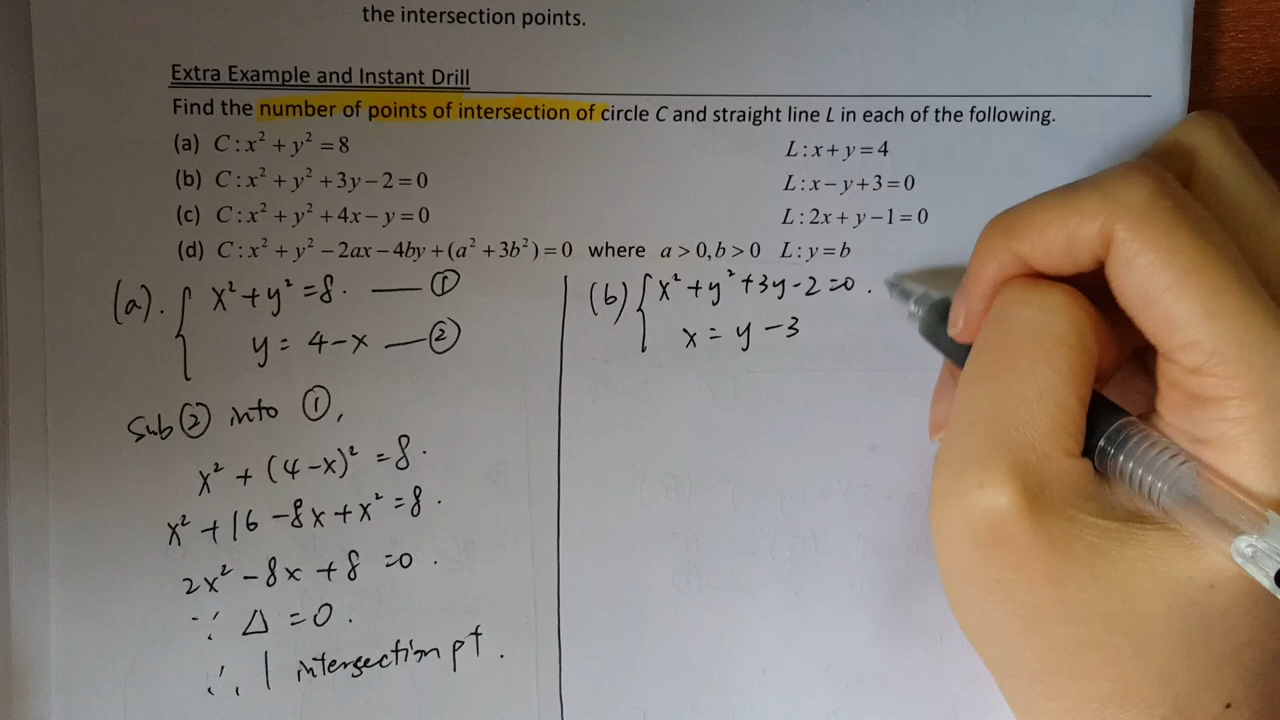 the intersection points.
Extra Example and Instant Drill
Find the number of points of intersection of circle C and straight line L in each of the following.
(a) C : x² + y² = 8 L : x + y = 4
(b) C : x² + y² + 3y − 2 = 0 L : x − y + 3 = 0
(c) C : x² + y² + 4x − y = 0 L : 2x + y − 1 = 0
(d) C : x² + y² − 2ax − 4by + (a² + 3b²) = 0 where a > 0, b > 0 L : y = b
(a). { x² + y² = 8. — ①
y = 4 − x — ②
Sub ② into ①,
x² + (4 − x)² = 8.
x² + 16 − 8x + x² = 8.
2x² − 8x + 8 = 0.
∵ Δ = 0.
∴ 1 intersection pt.
(b) { x² + y² + 3y − 2 = 0.
x = y − 3